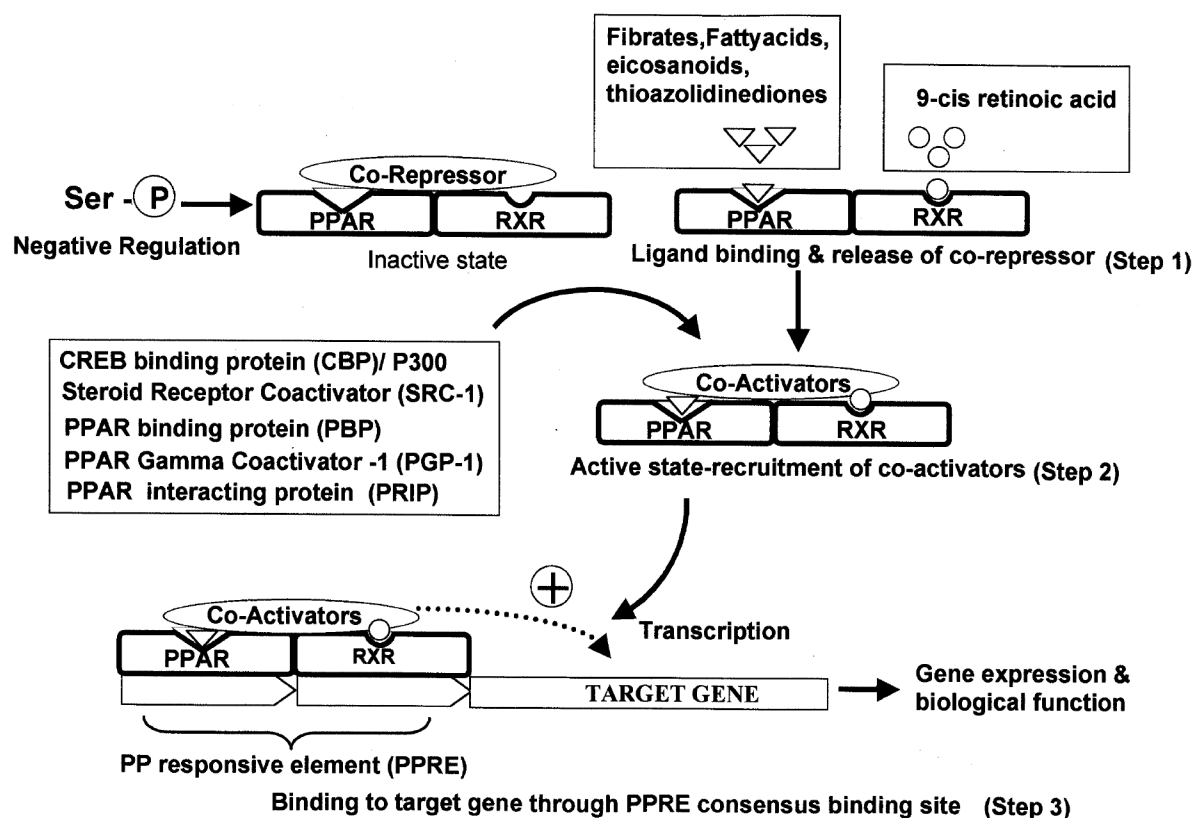 Fibrates,Fattyacids,
eicosanoids,
thioazolidinediones
9-cis retinoic acid
Co-Repressor
Ser - P
PPAR
RXR
PPAR
RXR
Negative Regulation
Inactive state
Ligand binding & release of co-repressor (Step 1)
CREB binding protein (CBP)/ P300
Steroid Receptor Coactivator (SRC-1)
PPAR binding protein (PBP)
PPAR Gamma Coactivator -1 (PGP-1)
PPAR interacting protein (PRIP)
Co-Activators
PPAR
RXR
Active state-recruitment of co-activators (Step 2)
+
Co-Activators
Transcription
PPAR
RXR
TARGET GENE
Gene expression &
biological function
PP responsive element (PPRE)
Binding to target gene through PPRE consensus binding site (Step 3)